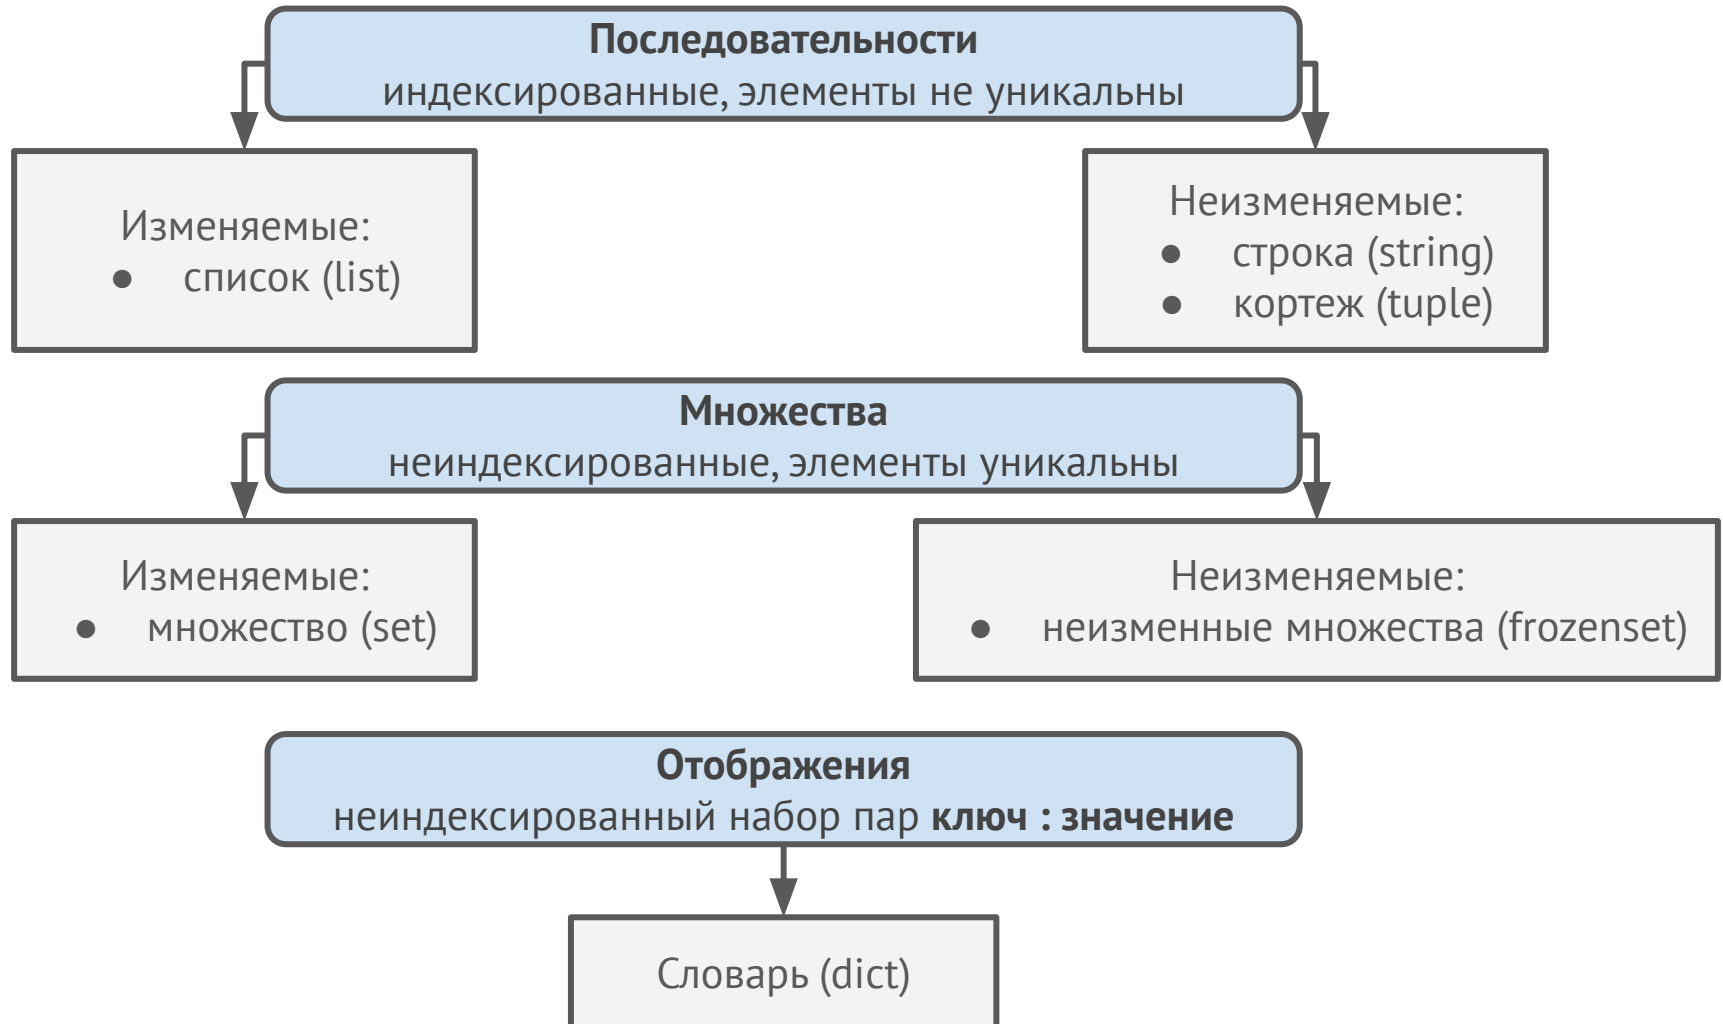 Последовательности
индексированные, элементы не уникальны
Изменяемые:
● список (list)
Неизменяемые:
● строка (string)
● кортеж (tuple)
Множества
неиндексированные, элементы уникальны
Изменяемые:
● множество (set)
Неизменяемые:
● неизменные множества (frozenset)
Отображения
неиндексированный набор пар ключ : значение
Словарь (dict)